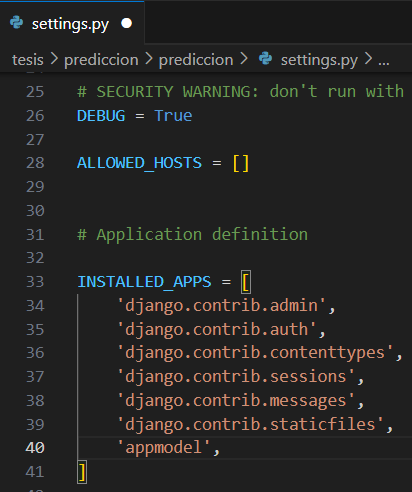 settings.py
tesis > prediccion > prediccion > settings.py > ...
25 # SECURITY WARNING: don't run with
26 DEBUG = True
27
28 ALLOWED_HOSTS = []
29
30
31 # Application definition
32
33 INSTALLED_APPS = [
34     'django.contrib.admin',
35     'django.contrib.auth',
36     'django.contrib.contenttypes',
37     'django.contrib.sessions',
38     'django.contrib.messages',
39     'django.contrib.staticfiles',
40     'appmodel',
41 ]